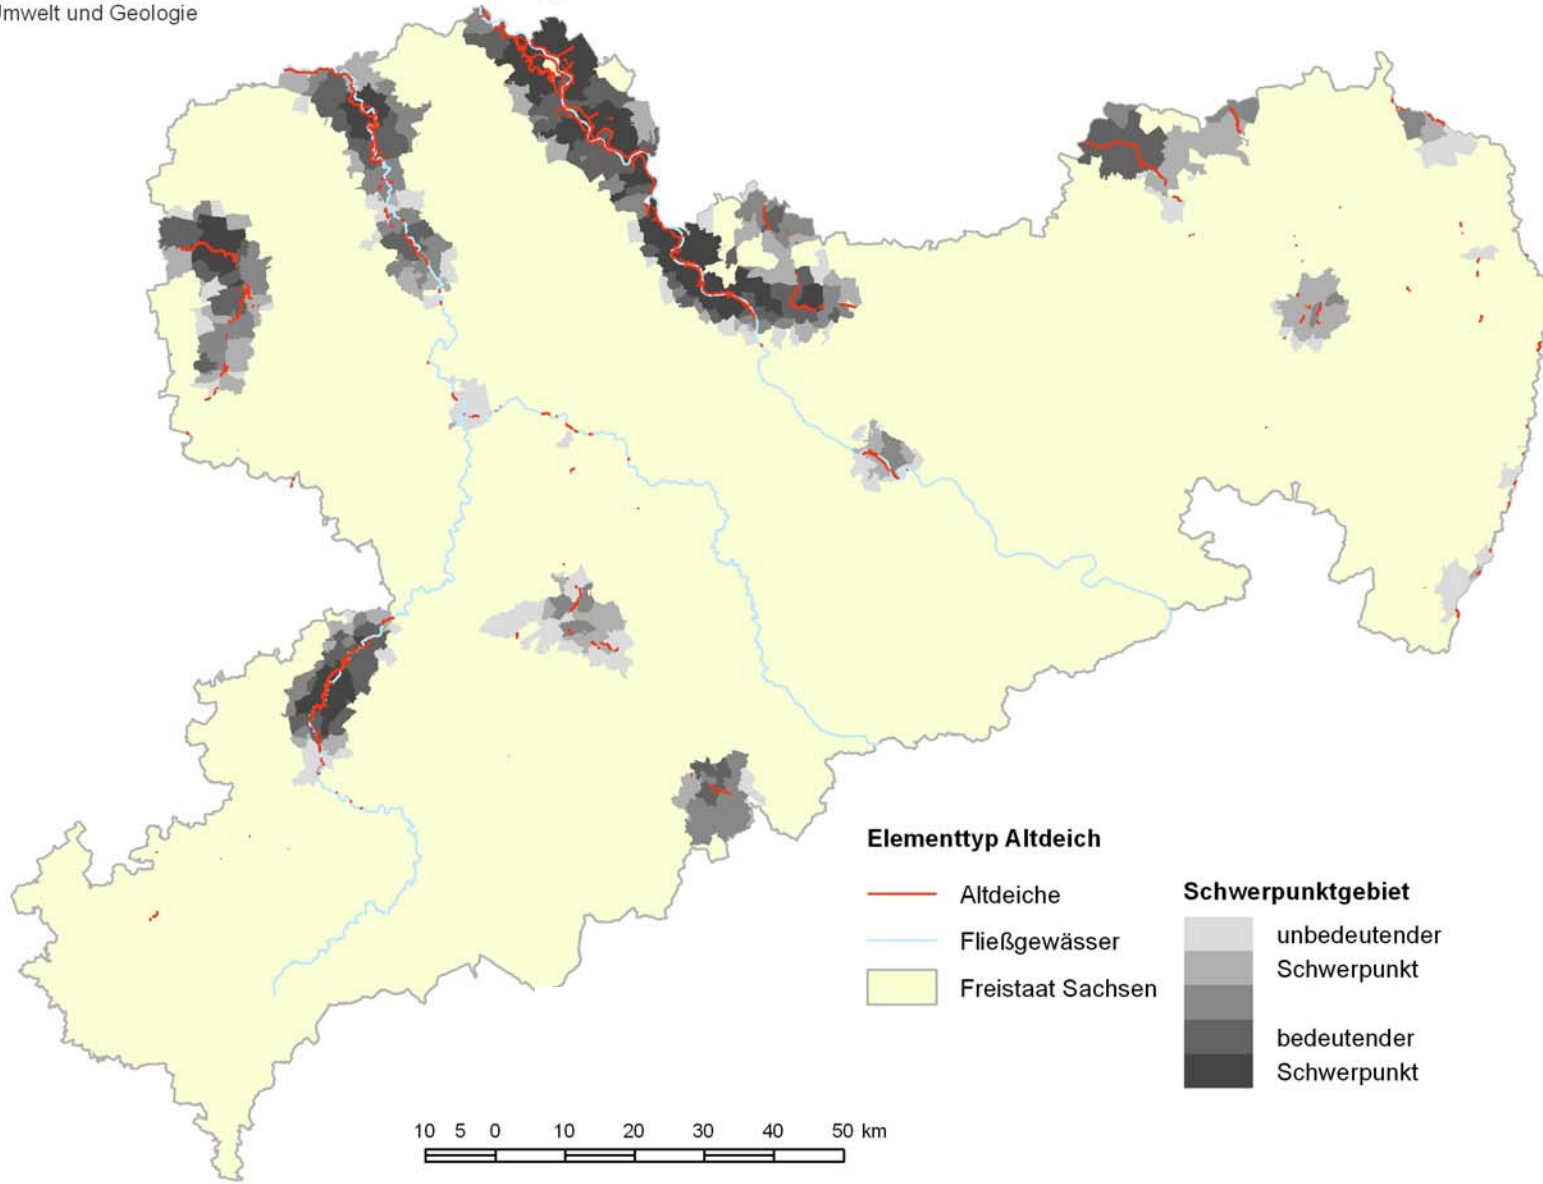 Umwelt und Geologie
Elementtyp Altdeich
Altdeiche
Fließgewässer
Freistaat Sachsen
Schwerpunktgebiet
unbedeutender
Schwerpunkt
bedeutender
Schwerpunkt
10 5 0 10 20 30 40 50 km